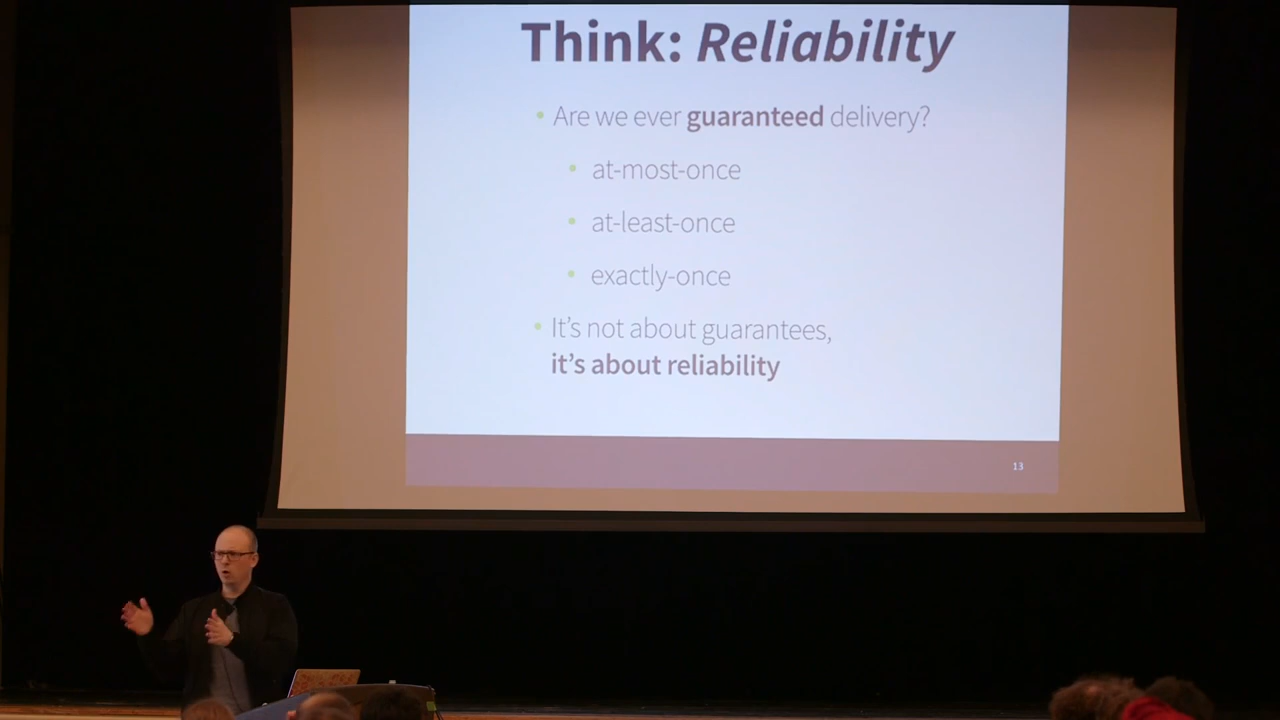 Think: Reliability
• Are we ever guaranteed delivery?
• at-most-once
• at-least-once
• exactly-once
• It's not about guarantees,
it's about reliability
13